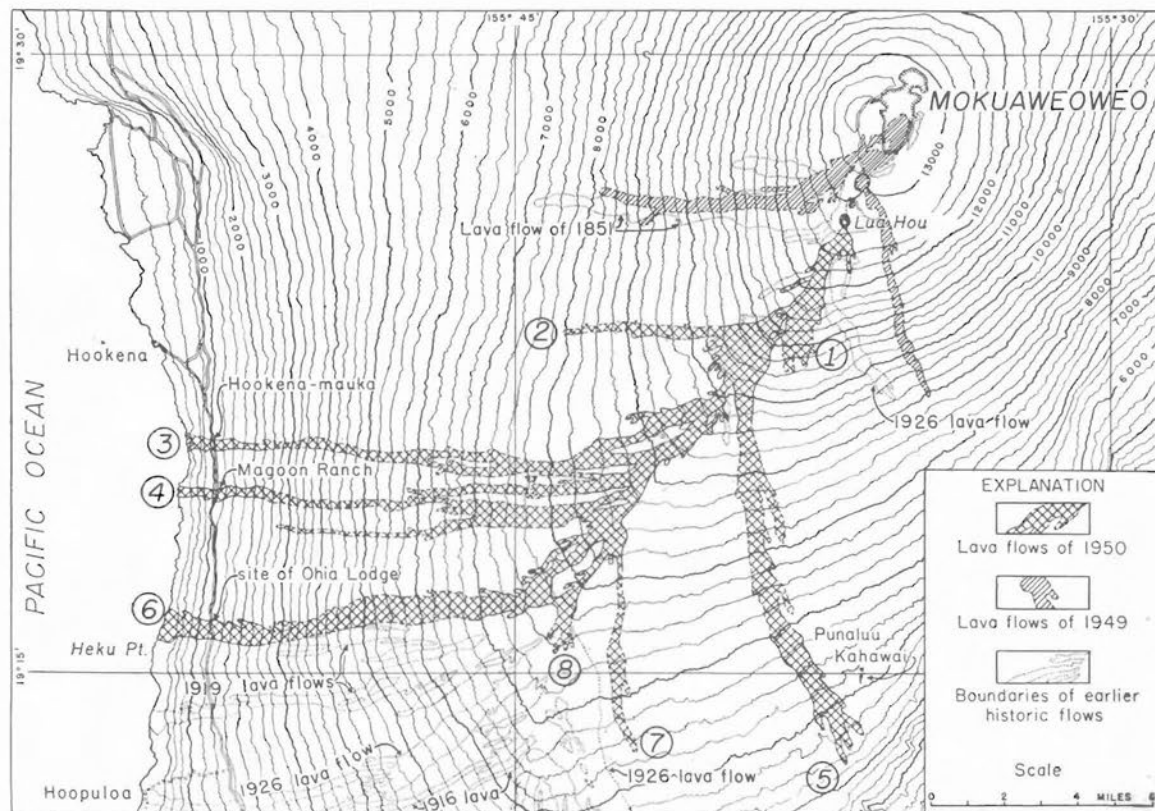 155° 45'
155° 30'
19° 30'
MOKUAWEOWEO
13000
12000
11000
10000
9000
8000
7000
6000
8000
7000
6000
5000
4000
3000
2000
1000
Lava flow of 1851
Lua Hou
2
1
Hookena
Hookena-mauka
1926 lava flow
3
Magoon Ranch
4
PACIFIC OCEAN
site of Ohia Lodge
6
Heku Pt.
19° 15'
8
Punaluu
Kahawai
1919 lava flows
7
5
1926 lava flow
1916 lava
1926 lava flow
Hoopuloa
EXPLANATION
Lava flows of 1950
Lava flows of 1949
Boundaries of earlier
historic flows
Scale
0 2 4 MILES 6